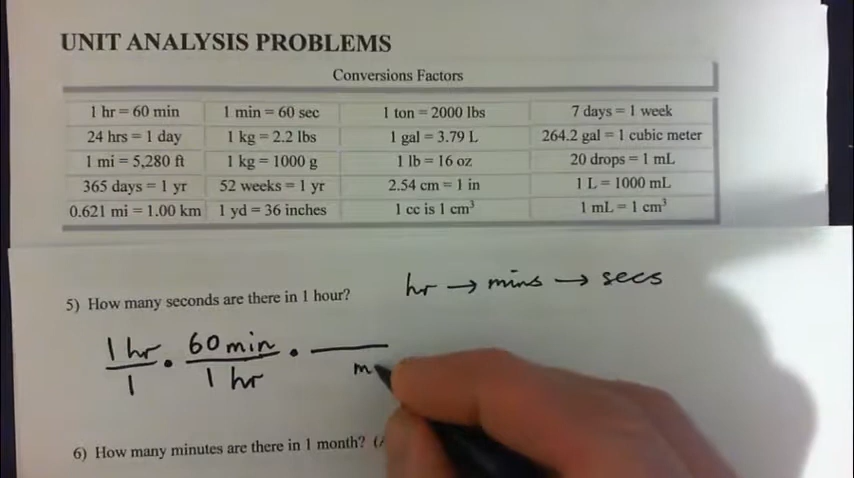 UNIT ANALYSIS PROBLEMS
Conversions Factors
1 hr = 60 min 1 min = 60 sec 1 ton = 2000 lbs 7 days = 1 week
24 hrs = 1 day 1 kg = 2.2 lbs 1 gal = 3.79 L 264.2 gal = 1 cubic meter
1 mi = 5,280 ft 1 kg = 1000 g 1 lb = 16 oz 20 drops = 1 mL
365 days = 1 yr 52 weeks = 1 yr 2.54 cm = 1 in 1 L = 1000 mL
0.621 mi = 1.00 km 1 yd = 36 inches 1 cc is 1 cm³ 1 mL = 1 cm³
5) How many seconds are there in 1 hour? hr → mins → secs
1 hr · 60 min ·
1 1 hr m
6) How many minutes are there in 1 month? (